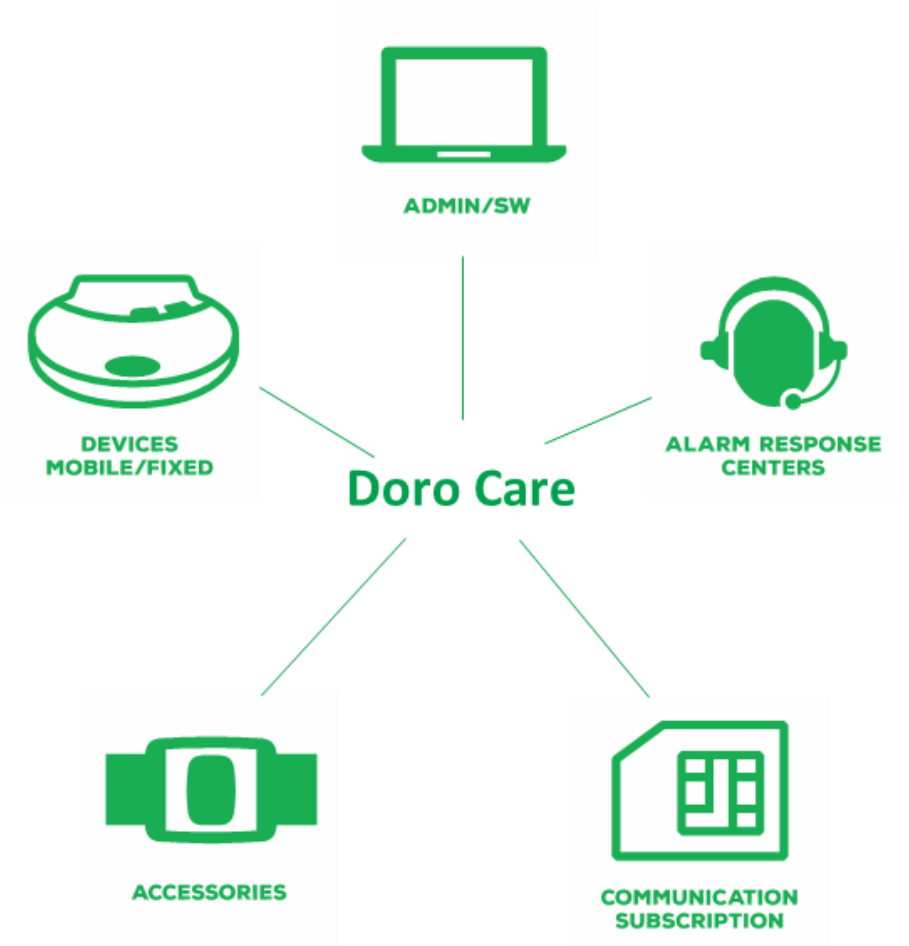 ADMIN/SW
DEVICES
MOBILE/FIXED
ALARM RESPONSE
CENTERS
Doro Care
ACCESSORIES
COMMUNICATION
SUBSCRIPTION